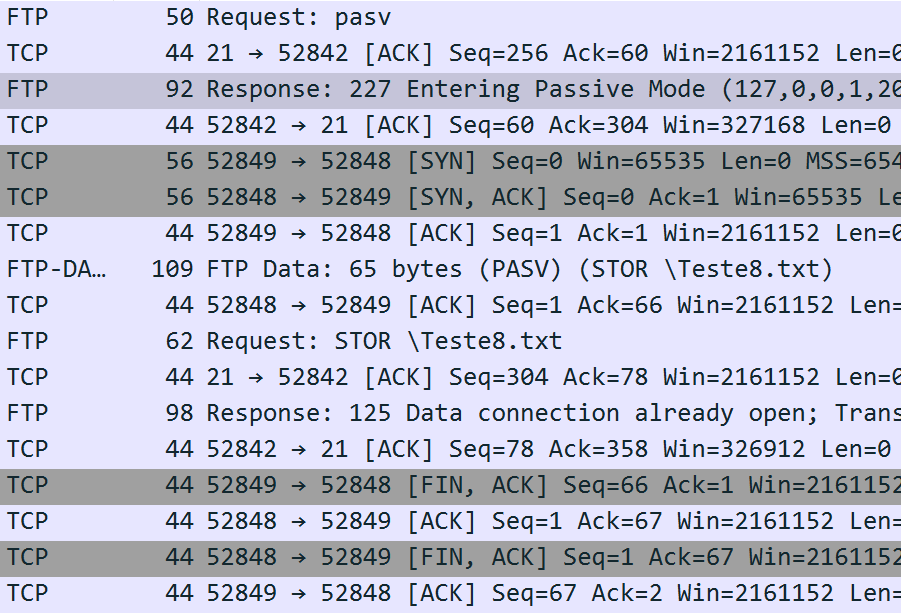 FTP 50 Request: pasv
TCP 44 21 → 52842 [ACK] Seq=256 Ack=60 Win=2161152 Len=0
FTP 92 Response: 227 Entering Passive Mode (127,0,0,1,20
TCP 44 52842 → 21 [ACK] Seq=60 Ack=304 Win=327168 Len=0
TCP 56 52849 → 52848 [SYN] Seq=0 Win=65535 Len=0 MSS=654
TCP 56 52848 → 52849 [SYN, ACK] Seq=0 Ack=1 Win=65535 Le
TCP 44 52849 → 52848 [ACK] Seq=1 Ack=1 Win=2161152 Len=0
FTP-DA… 109 FTP Data: 65 bytes (PASV) (STOR \Teste8.txt)
TCP 44 52848 → 52849 [ACK] Seq=1 Ack=66 Win=2161152 Len=
FTP 62 Request: STOR \Teste8.txt
TCP 44 21 → 52842 [ACK] Seq=304 Ack=78 Win=2161152 Len=0
FTP 98 Response: 125 Data connection already open; Trans
TCP 44 52842 → 21 [ACK] Seq=78 Ack=358 Win=326912 Len=0
TCP 44 52849 → 52848 [FIN, ACK] Seq=66 Ack=1 Win=2161152
TCP 44 52848 → 52849 [ACK] Seq=1 Ack=67 Win=2161152 Len=
TCP 44 52848 → 52849 [FIN, ACK] Seq=1 Ack=67 Win=2161152
TCP 44 52849 → 52848 [ACK] Seq=67 Ack=2 Win=2161152 Len=